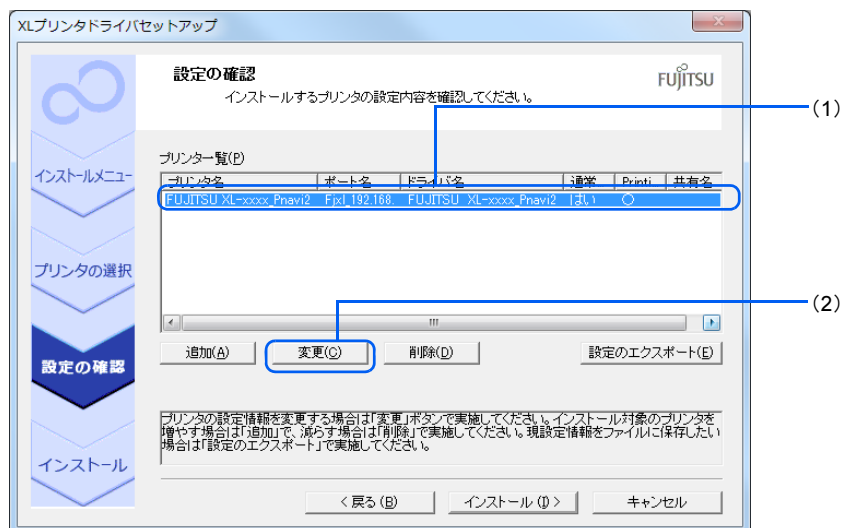 XLプリンタドライバセットアップ
設定の確認
インストールするプリンタの設定内容を確認してください。
FUJITSU
(1)
インストールメニュー
プリンタの選択
設定の確認
インストール
プリンター覧(P)
プリンタ名 ポート名 ドライバ名 通常 Printi 共有名
FUJITSU XL-xxxx_Pnavi2 Fjxl_192.168. FUJITSU XL-xxxx_Pnavi2 はい ○
(2)
追加(A) 変更(C) 削除(D) 設定のエクスポート(E)
プリンタの設定情報を変更する場合は「変更」ボタンで実施してください。インストール対象のプリンタを
増やす場合は「追加」で、減らす場合は「削除」で実施してください。現設定情報をファイルに保存したい
場合は「設定のエクスポート」で実施してください。
< 戻る (B) インストール (I) > キャンセル